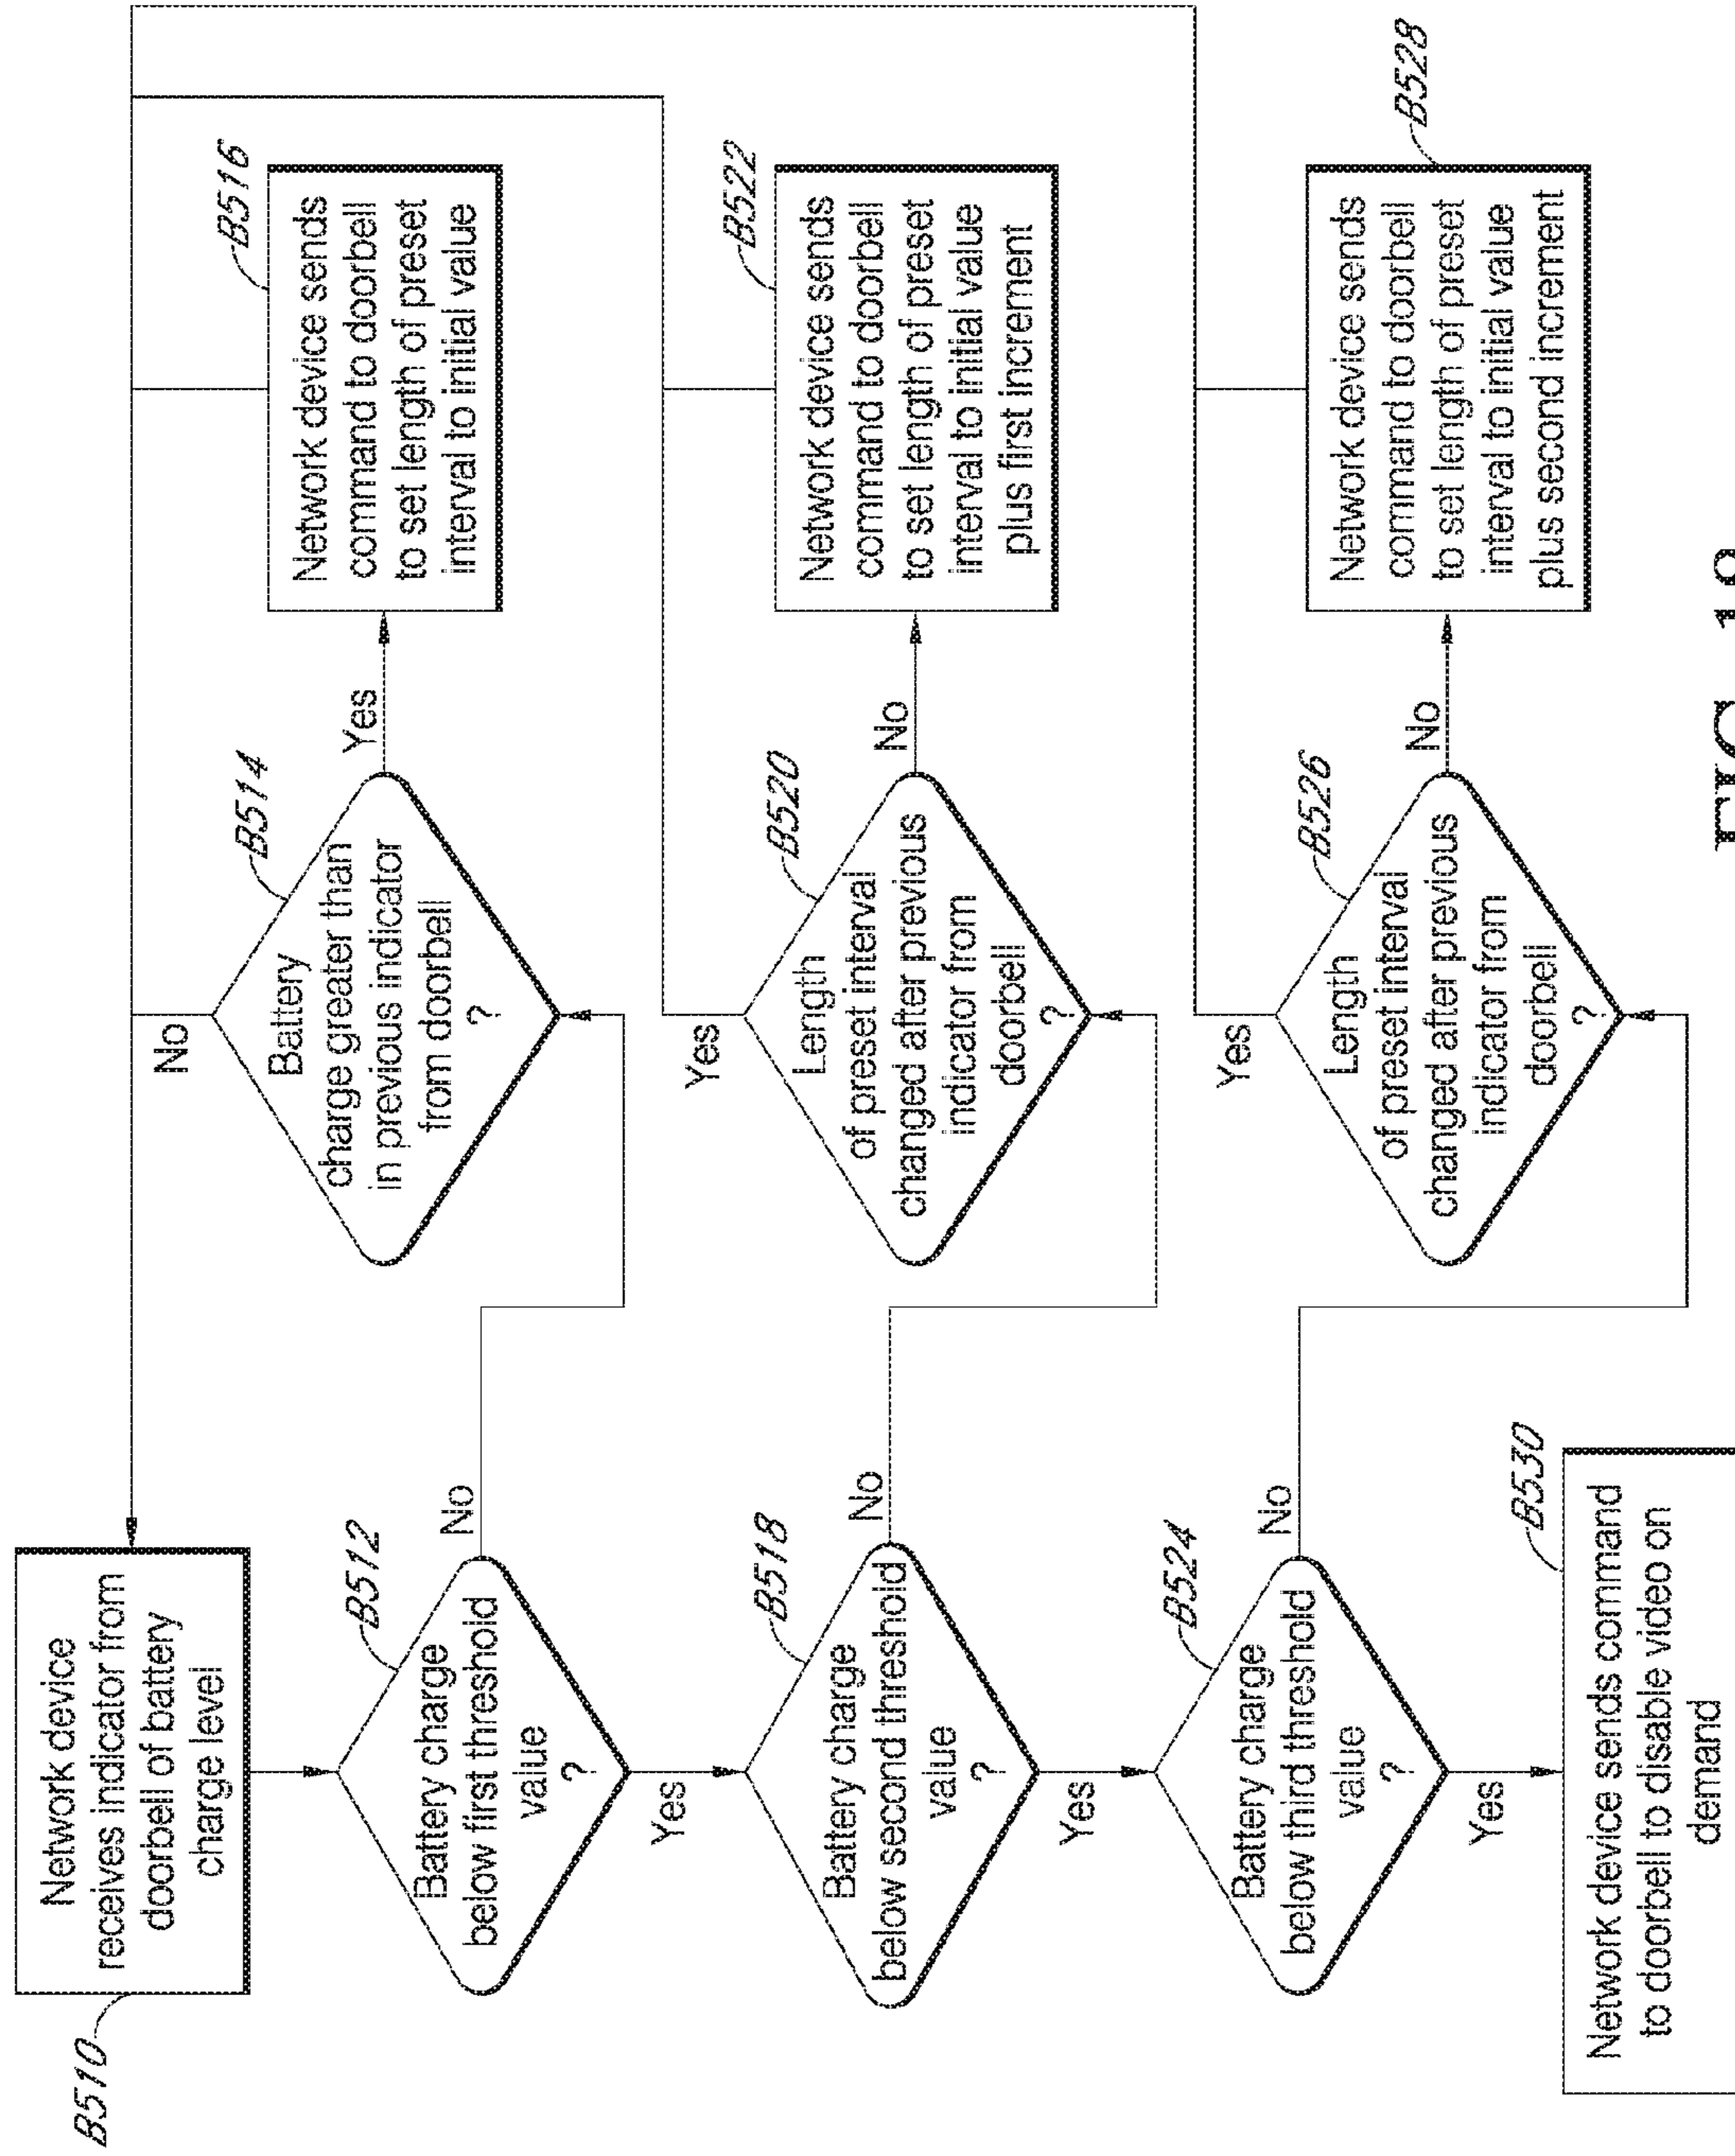 B510
Network device
receives indicator from
doorbell of battery
charge level
B512
Battery charge
below first threshold
value
?
No
Yes
B514
Battery
charge greater than
in previous indicator
from doorbell
?
No
Yes
B516
Network device sends
command to doorbell
to set length of preset
interval to initial value
B518
Battery charge
below second threshold
value
?
No
Yes
B520
Length
of preset interval
changed after previous
indicator from
doorbell
?
Yes
No
B522
Network device sends
command to doorbell
to set length of preset
interval to initial value
plus first increment
B524
Battery charge
below third threshold
value
?
No
Yes
B526
Length
of preset interval
changed after previous
indicator from
doorbell
?
Yes
No
B528
Network device sends
command to doorbell
to set length of preset
interval to initial value
plus second increment
B530
Network device sends command
to doorbell to disable video on
demand